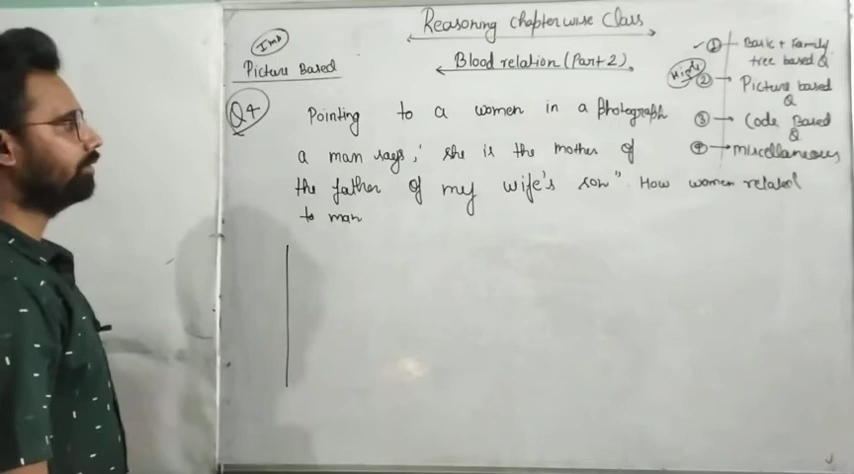 Reasoning chapterwise Class
Imp
Picture Based
Blood relation (Part 2)
① Basic + Family
tree based Q
High
② → Picture based
Q
③ → Code Based
Q
④ → miscellaneous
Q4 Pointing to a women in a Photograph
a man says, ' she is the mother of
the father of my wife's son" How women related
to man